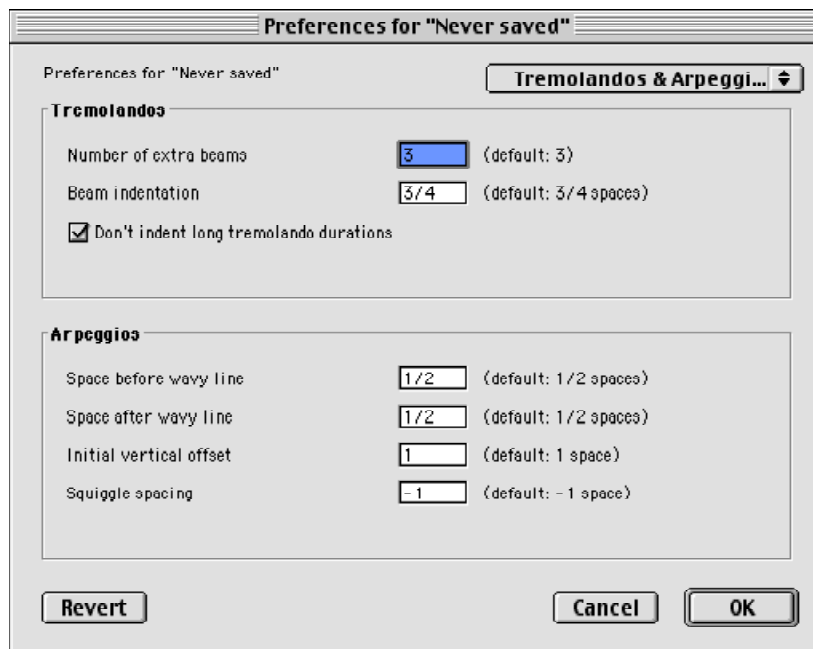 Preferences for "Never saved"
Preferences for "Never saved" Tremolandos & Arpeggi...
Tremolandos
Number of extra beams 3 (default: 3)
Beam indentation 3/4 (default: 3/4 spaces)
Don't indent long tremolando durations
Arpeggios
Space before wavy line 1/2 (default: 1/2 spaces)
Space after wavy line 1/2 (default: 1/2 spaces)
Initial vertical offset 1 (default: 1 space)
Squiggle spacing -1 (default: -1 space)
Revert Cancel OK